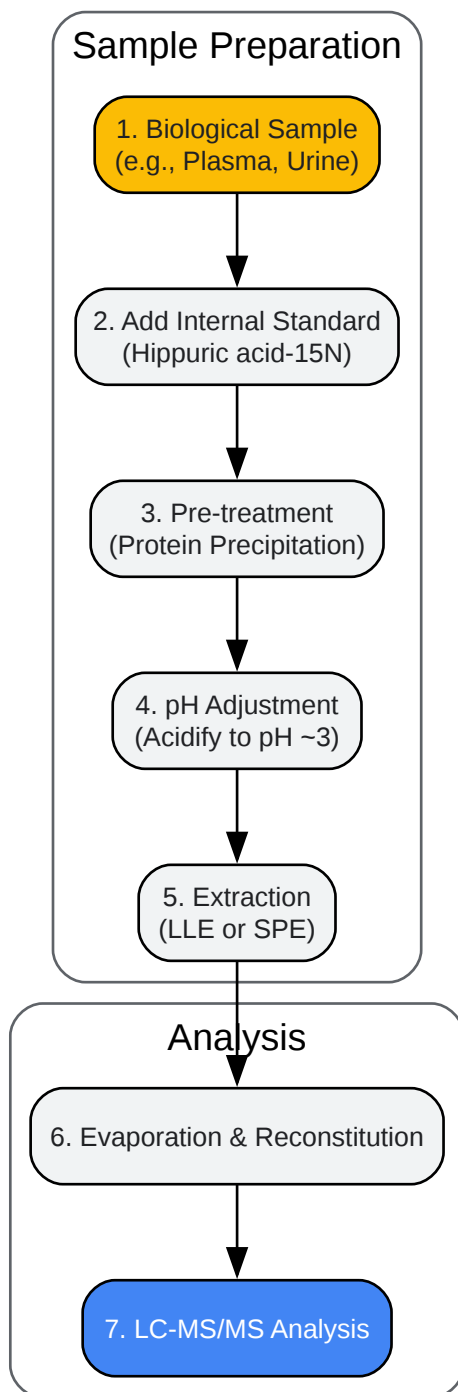 Sample Preparation
1. Biological Sample
(e.g., Plasma, Urine)
2. Add Internal Standard
(Hippuric acid-15N)
3. Pre-treatment
(Protein Precipitation)
4. pH Adjustment
(Acidify to pH ~3)
5. Extraction
(LLE or SPE)
Analysis
6. Evaporation & Reconstitution
7. LC-MS/MS Analysis